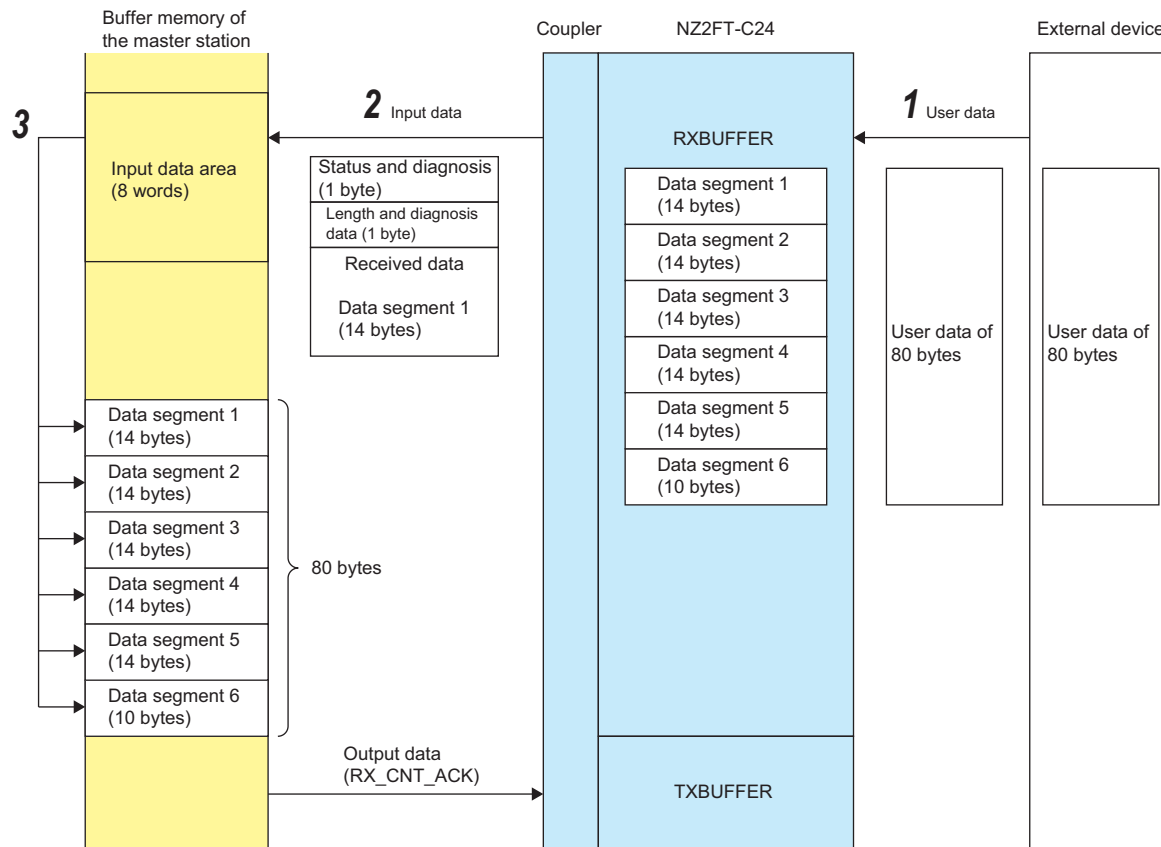 Buffer memory of
the master station
Coupler
NZ2FT-C24
External device
3
2 Input data
1 User data
RXBUFFER
Input data area
(8 words)
Status and diagnosis
(1 byte)
Length and diagnosis
data (1 byte)
Received data
Data segment 1
(14 bytes)
Data segment 1
(14 bytes)
Data segment 2
(14 bytes)
Data segment 3
(14 bytes)
Data segment 4
(14 bytes)
Data segment 5
(14 bytes)
Data segment 6
(10 bytes)
User data of
80 bytes
User data of
80 bytes
Data segment 1
(14 bytes)
Data segment 2
(14 bytes)
Data segment 3
(14 bytes)
Data segment 4
(14 bytes)
Data segment 5
(14 bytes)
Data segment 6
(10 bytes)
80 bytes
Output data
(RX_CNT_ACK)
TXBUFFER